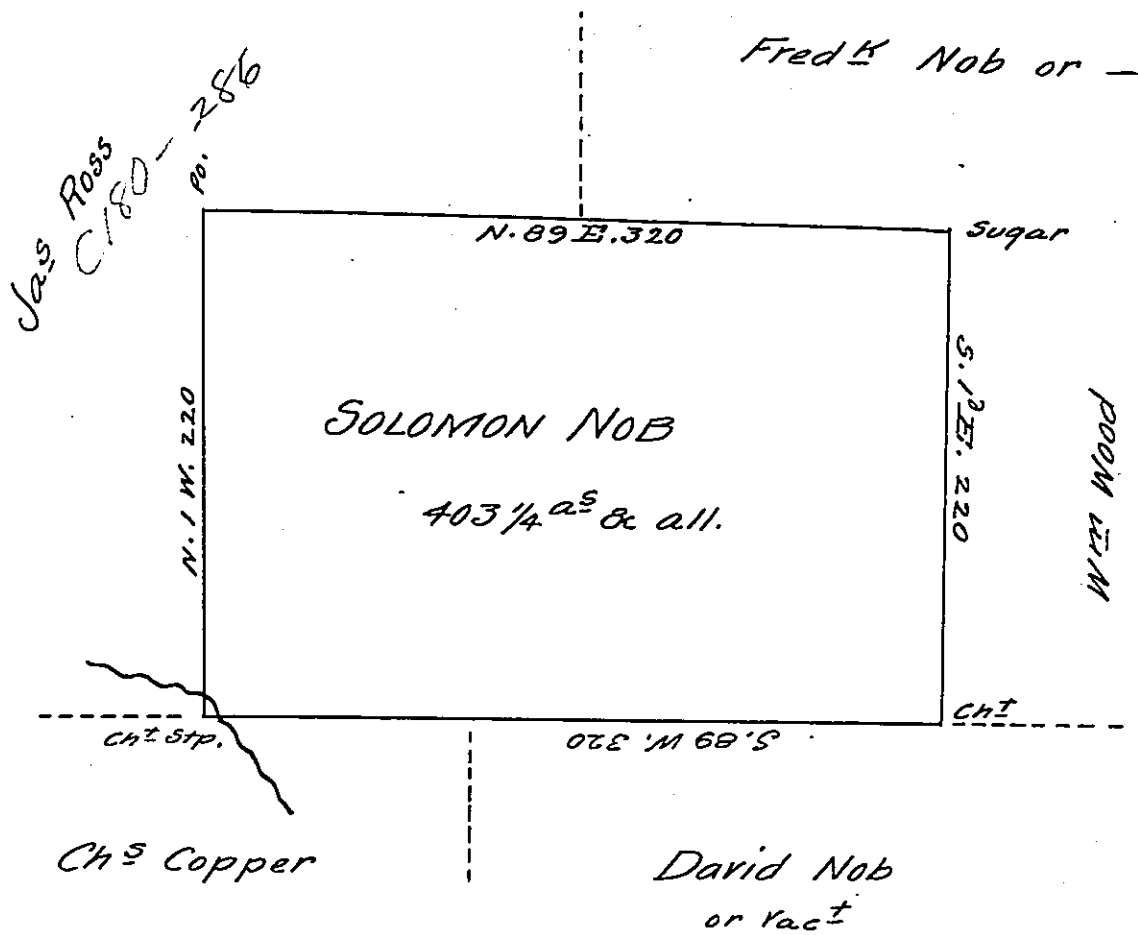 Fredᴷ Nob or —
Jaˢ Ross
C180-286
Po.
N. 89 E. 320
Sugar
N. 1 W. 220
S. 1º E. 220
SOLOMON NOB
403 1/4 aˢ & all.
Wᵐ Wood
Chᵗ Stp.
S. 89 W. 320
Chᵗ
Chˢ Copper
David Nob
or Vacᵗ